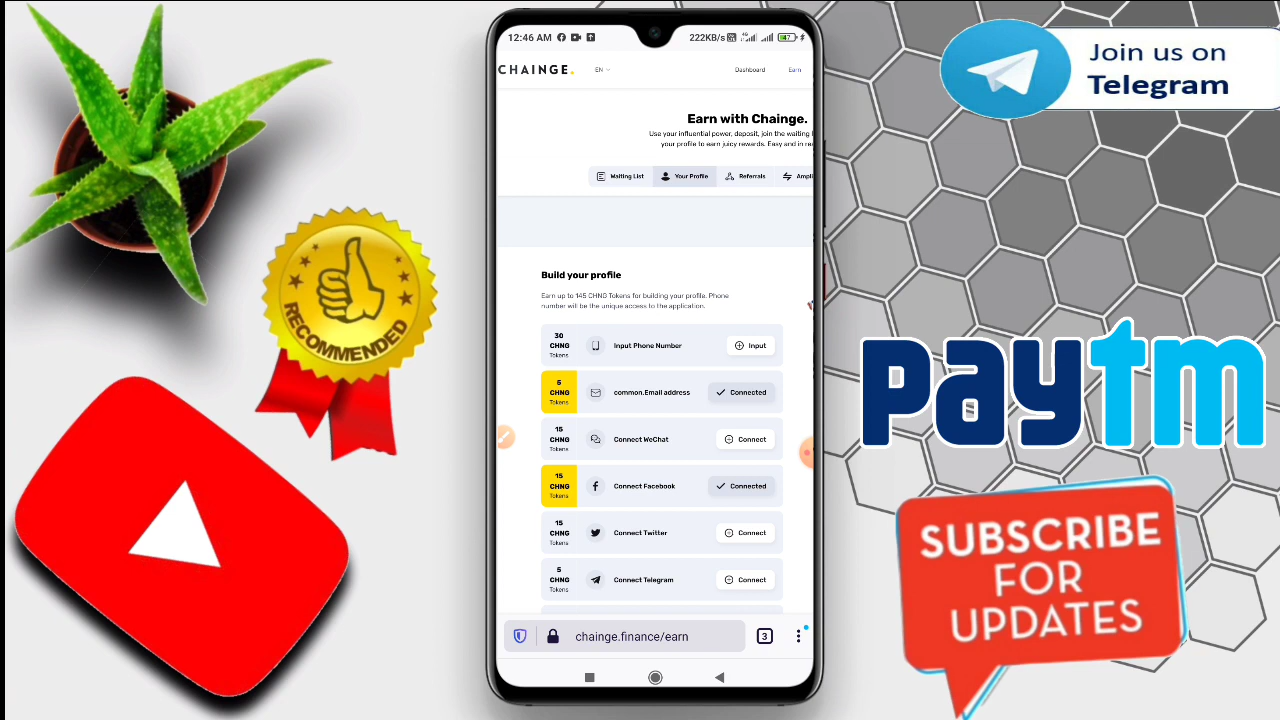 12:46 AM
222KB/s
4G
47
CHAINGE.
EN
Dashboard
Earn
Earn with Chainge.
Use your influential power, deposit, join the waiting
your profile to earn juicy rewards. Easy and in
Waiting List
Your Profile
Referrals
Build your profile
Earn up to 145 CHNG Tokens for building your profile. Phone
number will be the unique access to the application.
30
CHNG
Tokens
Input Phone Number
Input
5
CHNG
Tokens
common.Email address
Connected
15
CHNG
Tokens
Connect WeChat
Connect
15
CHNG
Tokens
Connect Facebook
Connected
15
CHNG
Tokens
Connect Twitter
Connect
5
CHNG
Tokens
Connect Telegram
Connect
chainge.finance/earn
3
RECOMMENDED
Join us on
Telegram
paytm
SUBSCRIBE
FOR
UPDATES